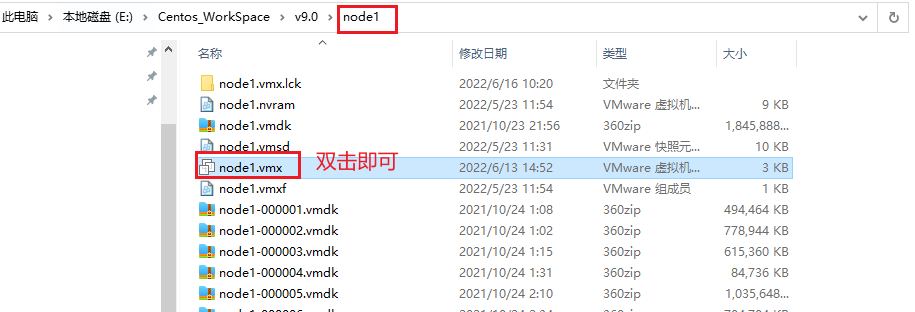 此电脑 › 本地磁盘 (E:) › Centos_WorkSpace › v9.0 › node1
名称 修改日期 类型 大小
node1.vmx.lck 2022/6/16 10:20 文件夹
node1.nvram 2022/5/23 11:54 VMware 虚拟机... 9 KB
node1.vmdk 2021/10/23 21:56 360zip 1,845,888...
node1.vmsd 2022/5/23 11:31 VMware 快照元... 10 KB
node1.vmx 双击即可 2022/6/13 14:52 VMware 虚拟机... 3 KB
node1.vmxf 2022/5/23 11:54 VMware 组成员 1 KB
node1-000001.vmdk 2021/10/24 1:08 360zip 494,464 KB
node1-000002.vmdk 2021/10/24 1:02 360zip 778,944 KB
node1-000003.vmdk 2021/10/24 1:15 360zip 615,360 KB
node1-000004.vmdk 2021/10/24 1:31 360zip 84,736 KB
node1-000005.vmdk 2021/10/24 2:10 360zip 1,035,648...